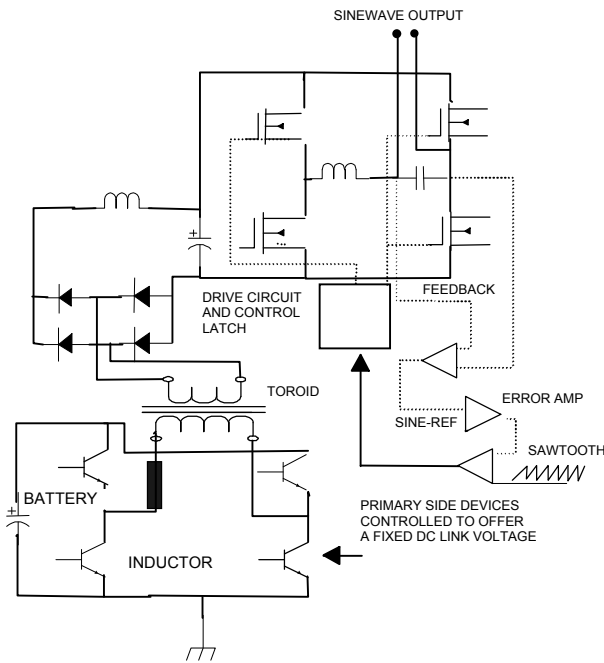 SINEWAVE OUTPUT
+
DRIVE CIRCUIT
AND CONTROL
LATCH
FEEDBACK
TOROID
ERROR AMP
SINE-REF
SAWTOOTH
BATTERY
+
PRIMARY SIDE DEVICES
CONTROLLED TO OFFER
A FIXED DC LINK VOLTAGE
INDUCTOR